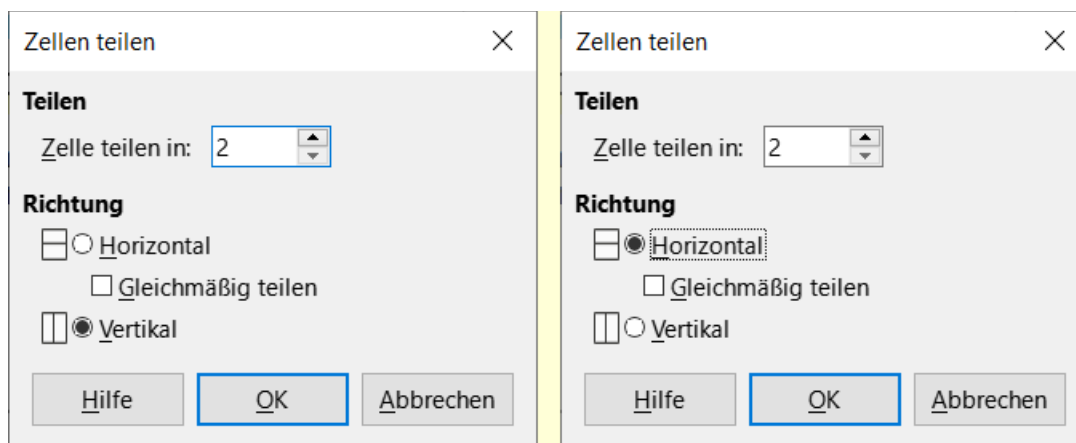 Zellen teilen
Teilen
Zelle teilen in: 2
Richtung
Horizontal
Gleichmäßig teilen
Vertikal
Hilfe OK Abbrechen
Zellen teilen
Teilen
Zelle teilen in: 2
Richtung
Horizontal
Gleichmäßig teilen
Vertikal
Hilfe OK Abbrechen